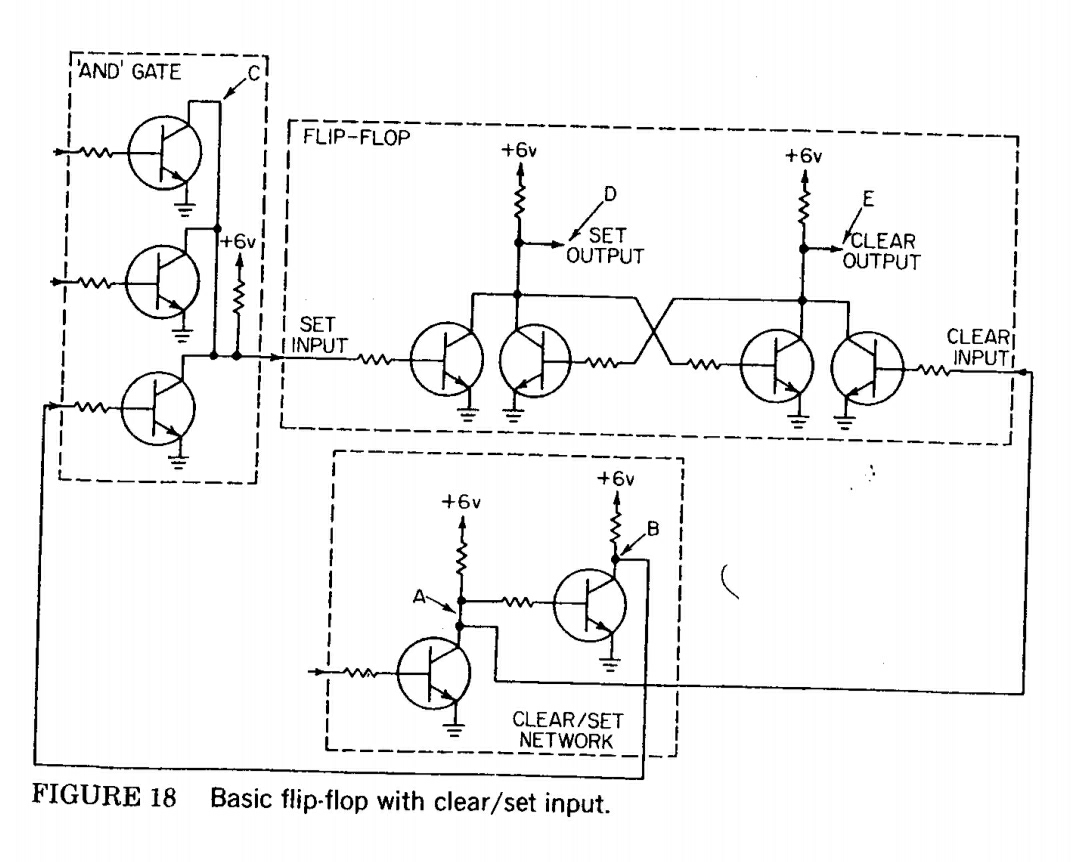 'AND' GATE
C
+6v
FLIP-FLOP
+6v
D
SET
OUTPUT
+6v
E
CLEAR
OUTPUT
SET
INPUT
CLEAR
INPUT
+6v
+6v
B
A
CLEAR/SET
NETWORK
FIGURE 18 Basic flip-flop with clear/set input.